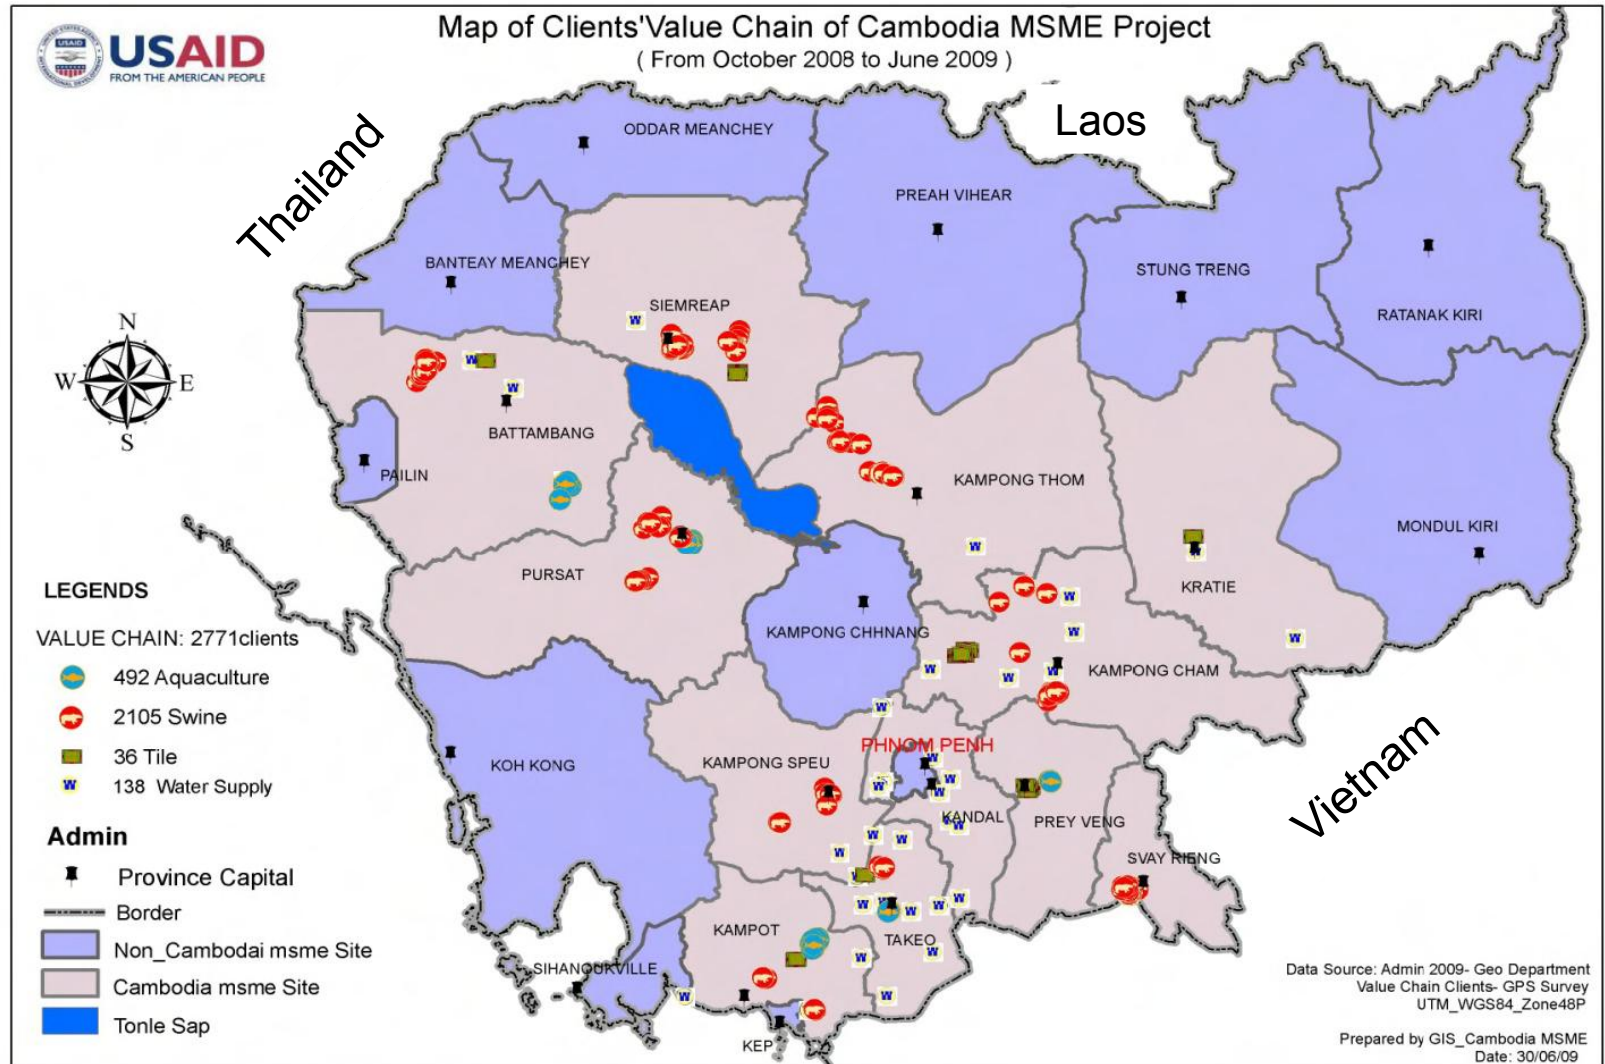 Map of Clients'Value Chain of Cambodia MSME Project
( From October 2008 to June 2009 )
USAID
FROM THE AMERICAN PEOPLE
Thailand
Laos
Vietnam
ODDAR MEANCHEY
PREAH VIHEAR
BANTEAY MEANCHEY
STUNG TRENG
RATANAK KIRI
SIEMREAP
N
W
E
S
BATTAMBANG
PAILIN
KAMPONG THOM
MONDUL KIRI
PURSAT
KRATIE
KAMPONG CHHNANG
KAMPONG CHAM
PHNOM PENH
KOH KONG
KAMPONG SPEU
KANDAL
PREY VENG
SVAY RIENG
KAMPOT
TAKEO
SIHANOUKVILLE
KEP
LEGENDS
VALUE CHAIN: 2771clients
492 Aquaculture
2105 Swine
36 Tile
W
138 Water Supply
Admin
Province Capital
Border
Non_Cambodai msme Site
Cambodia msme Site
Tonle Sap
Data Source: Admin 2009- Geo Department
Value Chain Clients- GPS Survey
UTM_WGS84_Zone48P
Prepared by GIS_Cambodia MSME
Date: 30/06/09